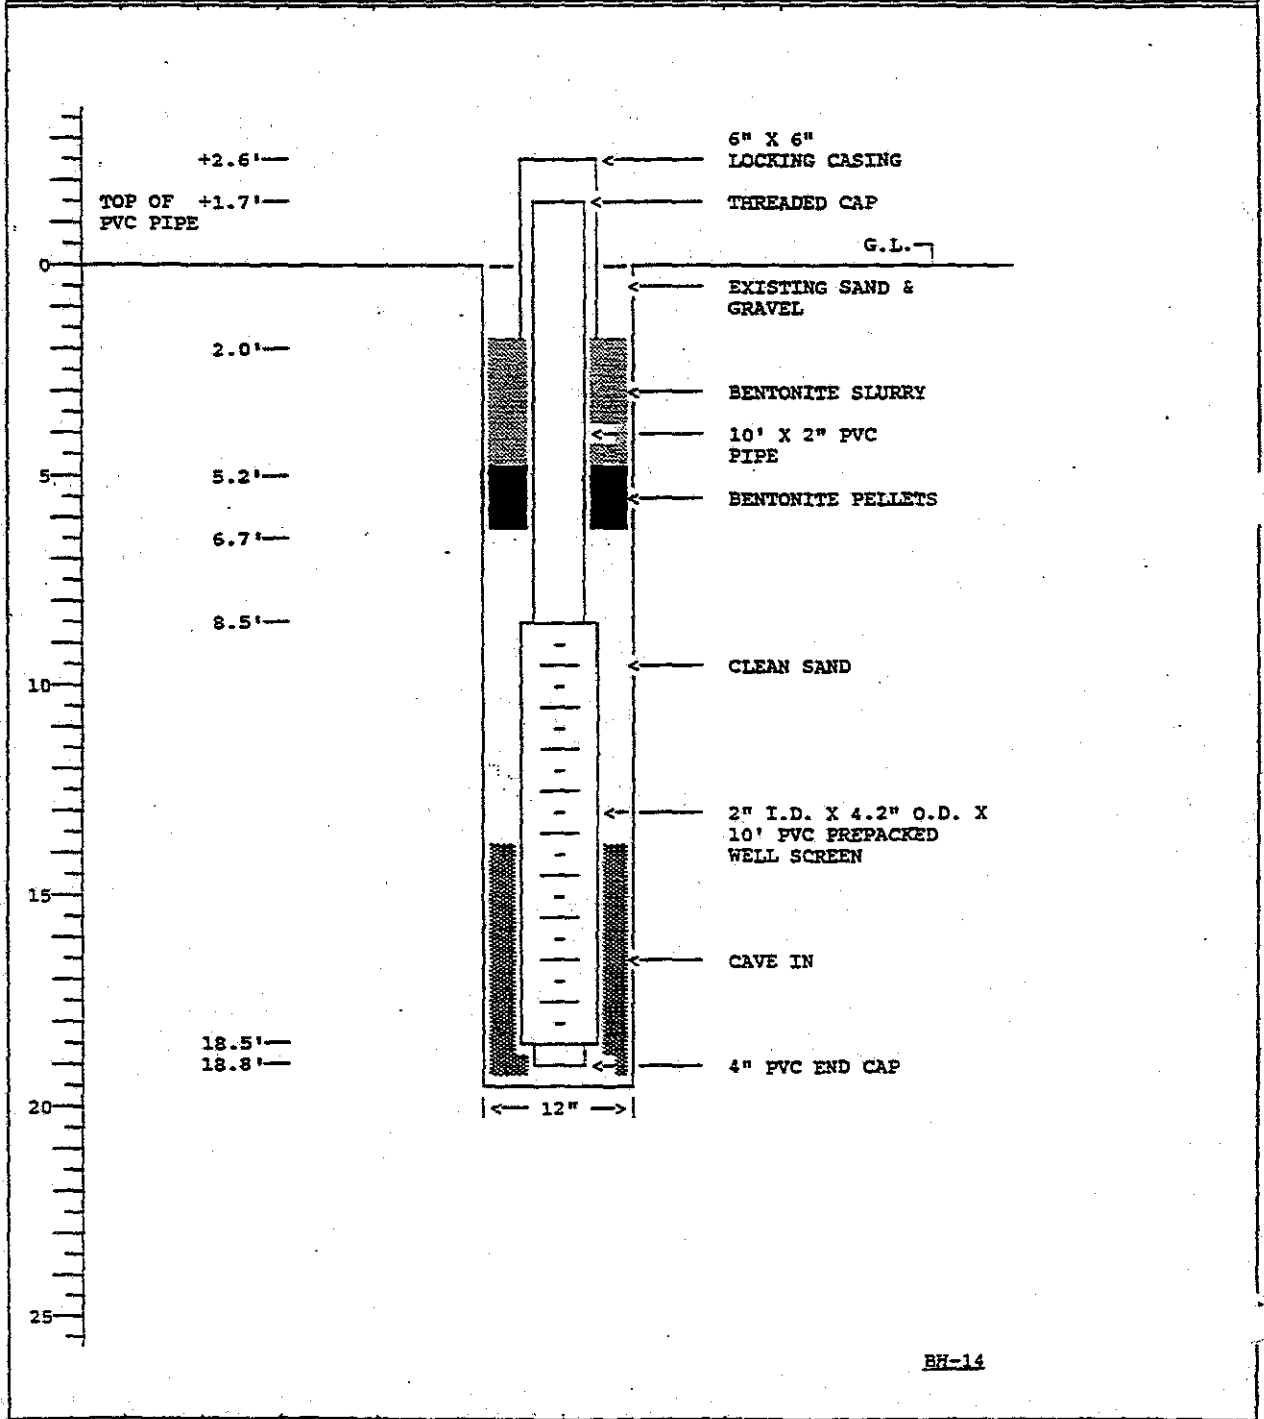 6" X 6"
+2.6'
LOCKING CASING
TOP OF +1.7'
THREADED CAP
PVC PIPE
G.L.
0
EXISTING SAND &
GRAVEL
2.0'
BENTONITE SLURRY
10' X 2" PVC
PIPE
5
5.2'
BENTONITE PELLETS
6.7'
8.5'
CLEAN SAND
10
2" I.D. X 4.2" O.D. X
10' PVC PREPACKED
WELL SCREEN
15
CAVE IN
18.5'
18.8'
4" PVC END CAP
20
12"
25
BH-14